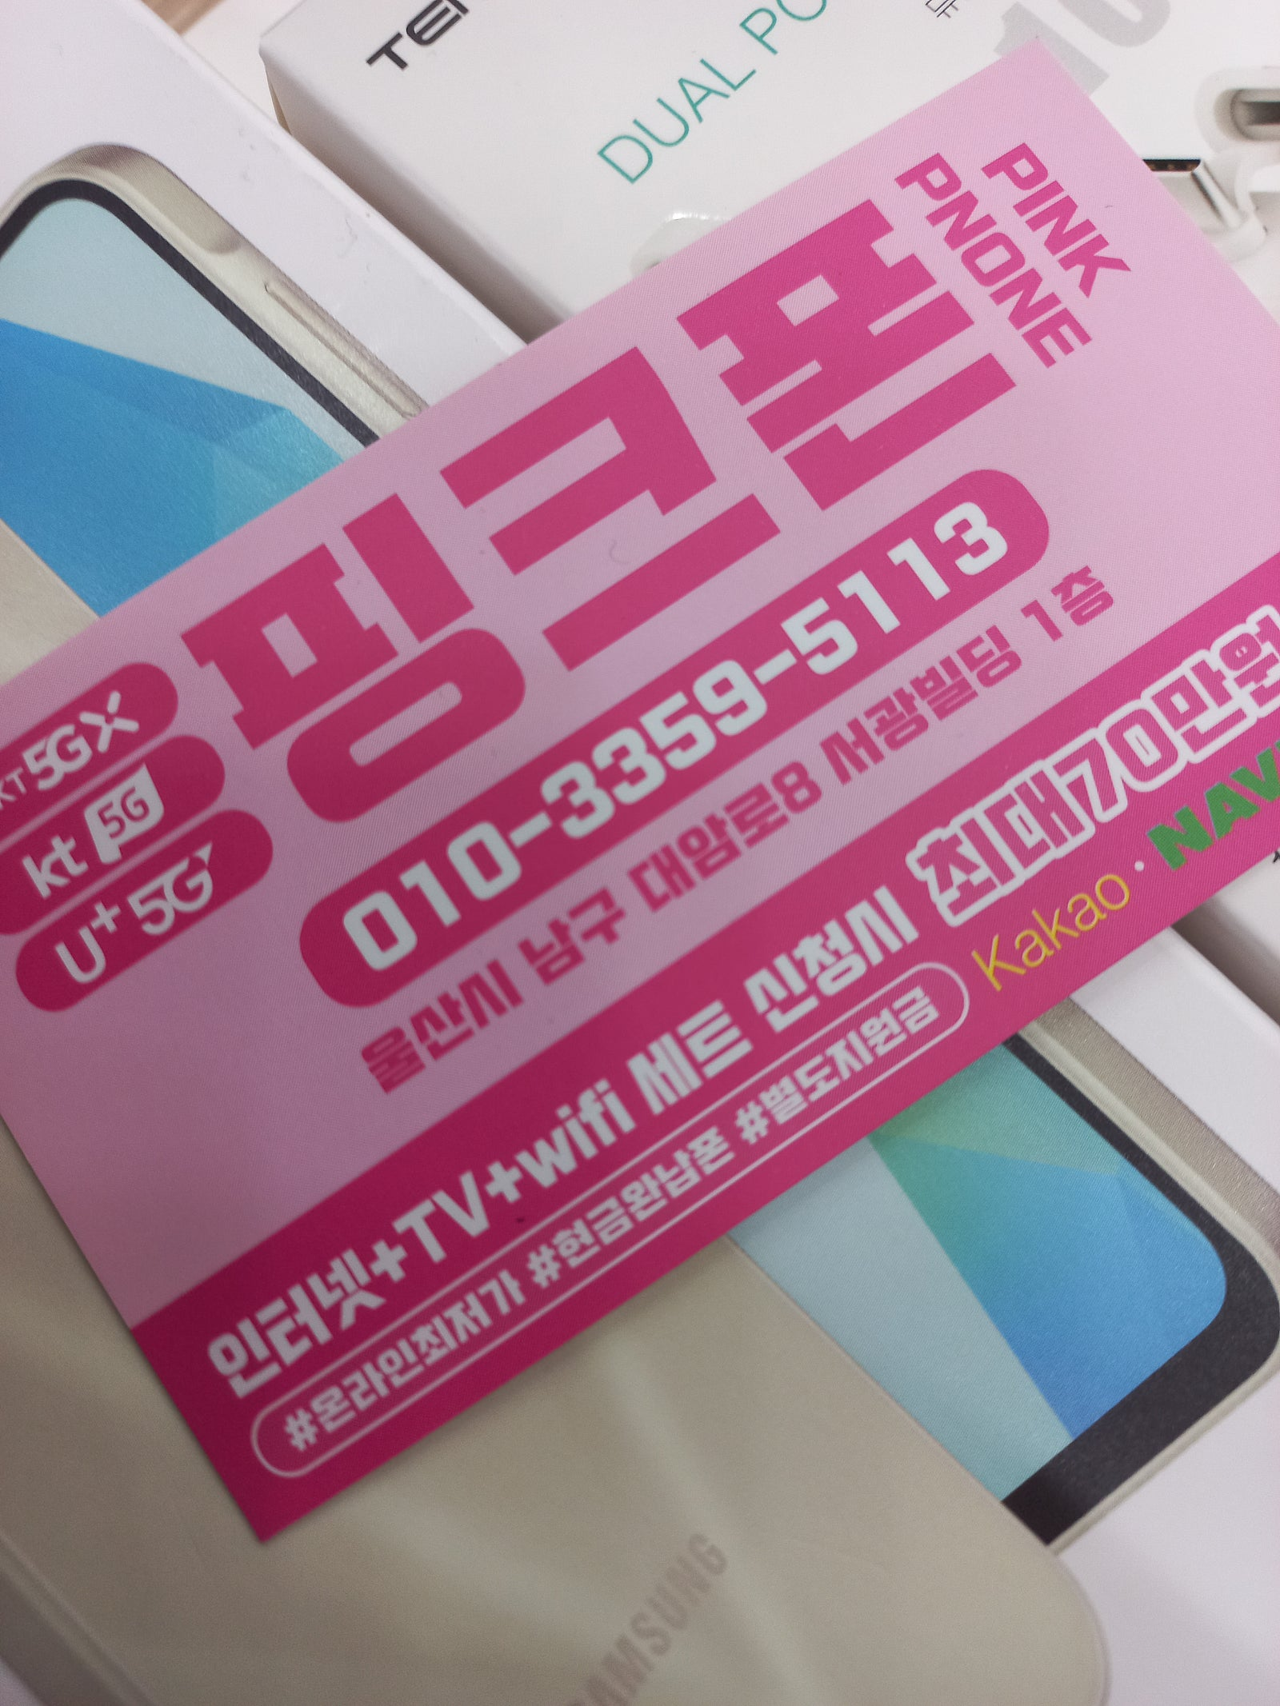 DUAL
PINK
PNONE
핑크폰
KT 5GX
kt 5G
U+ 5G
010-3359-5113
울산시 남구 대암로8 서광빌딩 1층
인터넷+TV+wifi 세트 신청시 최대70만원
#온라인최저가 #현금완납폰 #별도지원금
Kakao ·
SAMSUNG